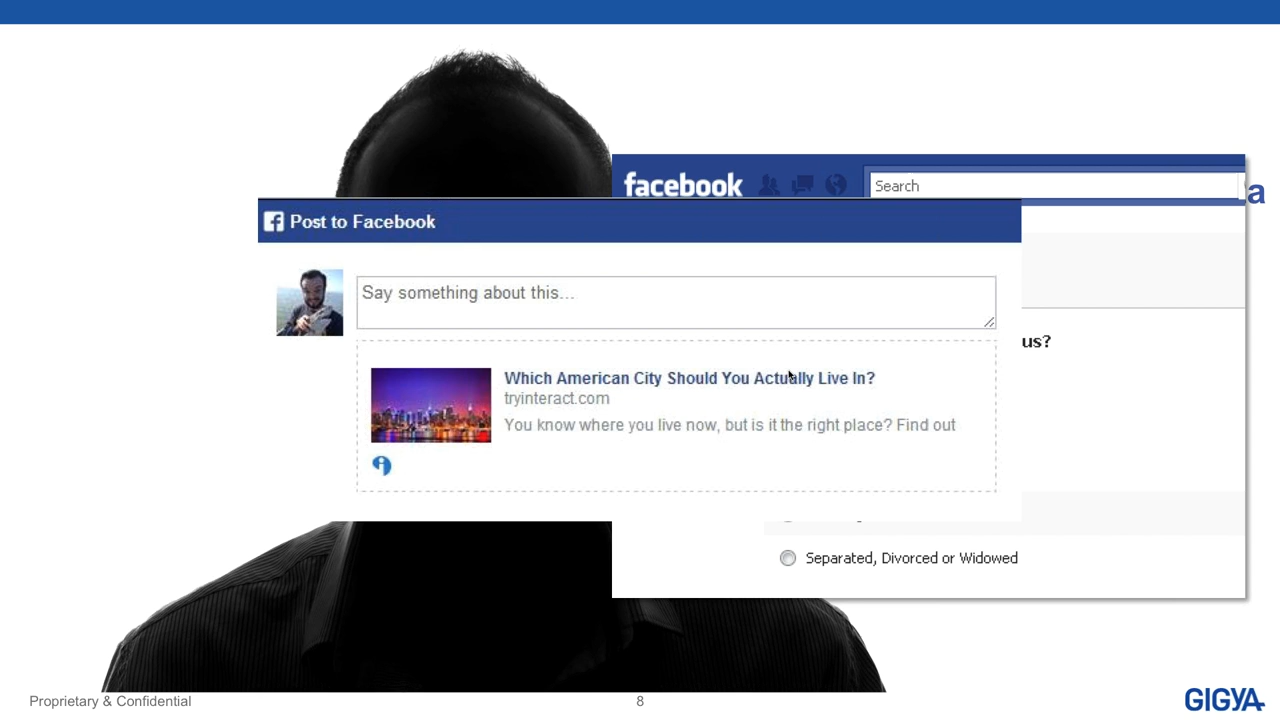 facebook
Search
a
Post to Facebook
Say something about this...
us?
Which American City Should You Actually Live In?
tryinteract.com
You know where you live now, but is it the right place? Find out
Separated, Divorced or Widowed
Proprietary & Confidential
8
GIGYA